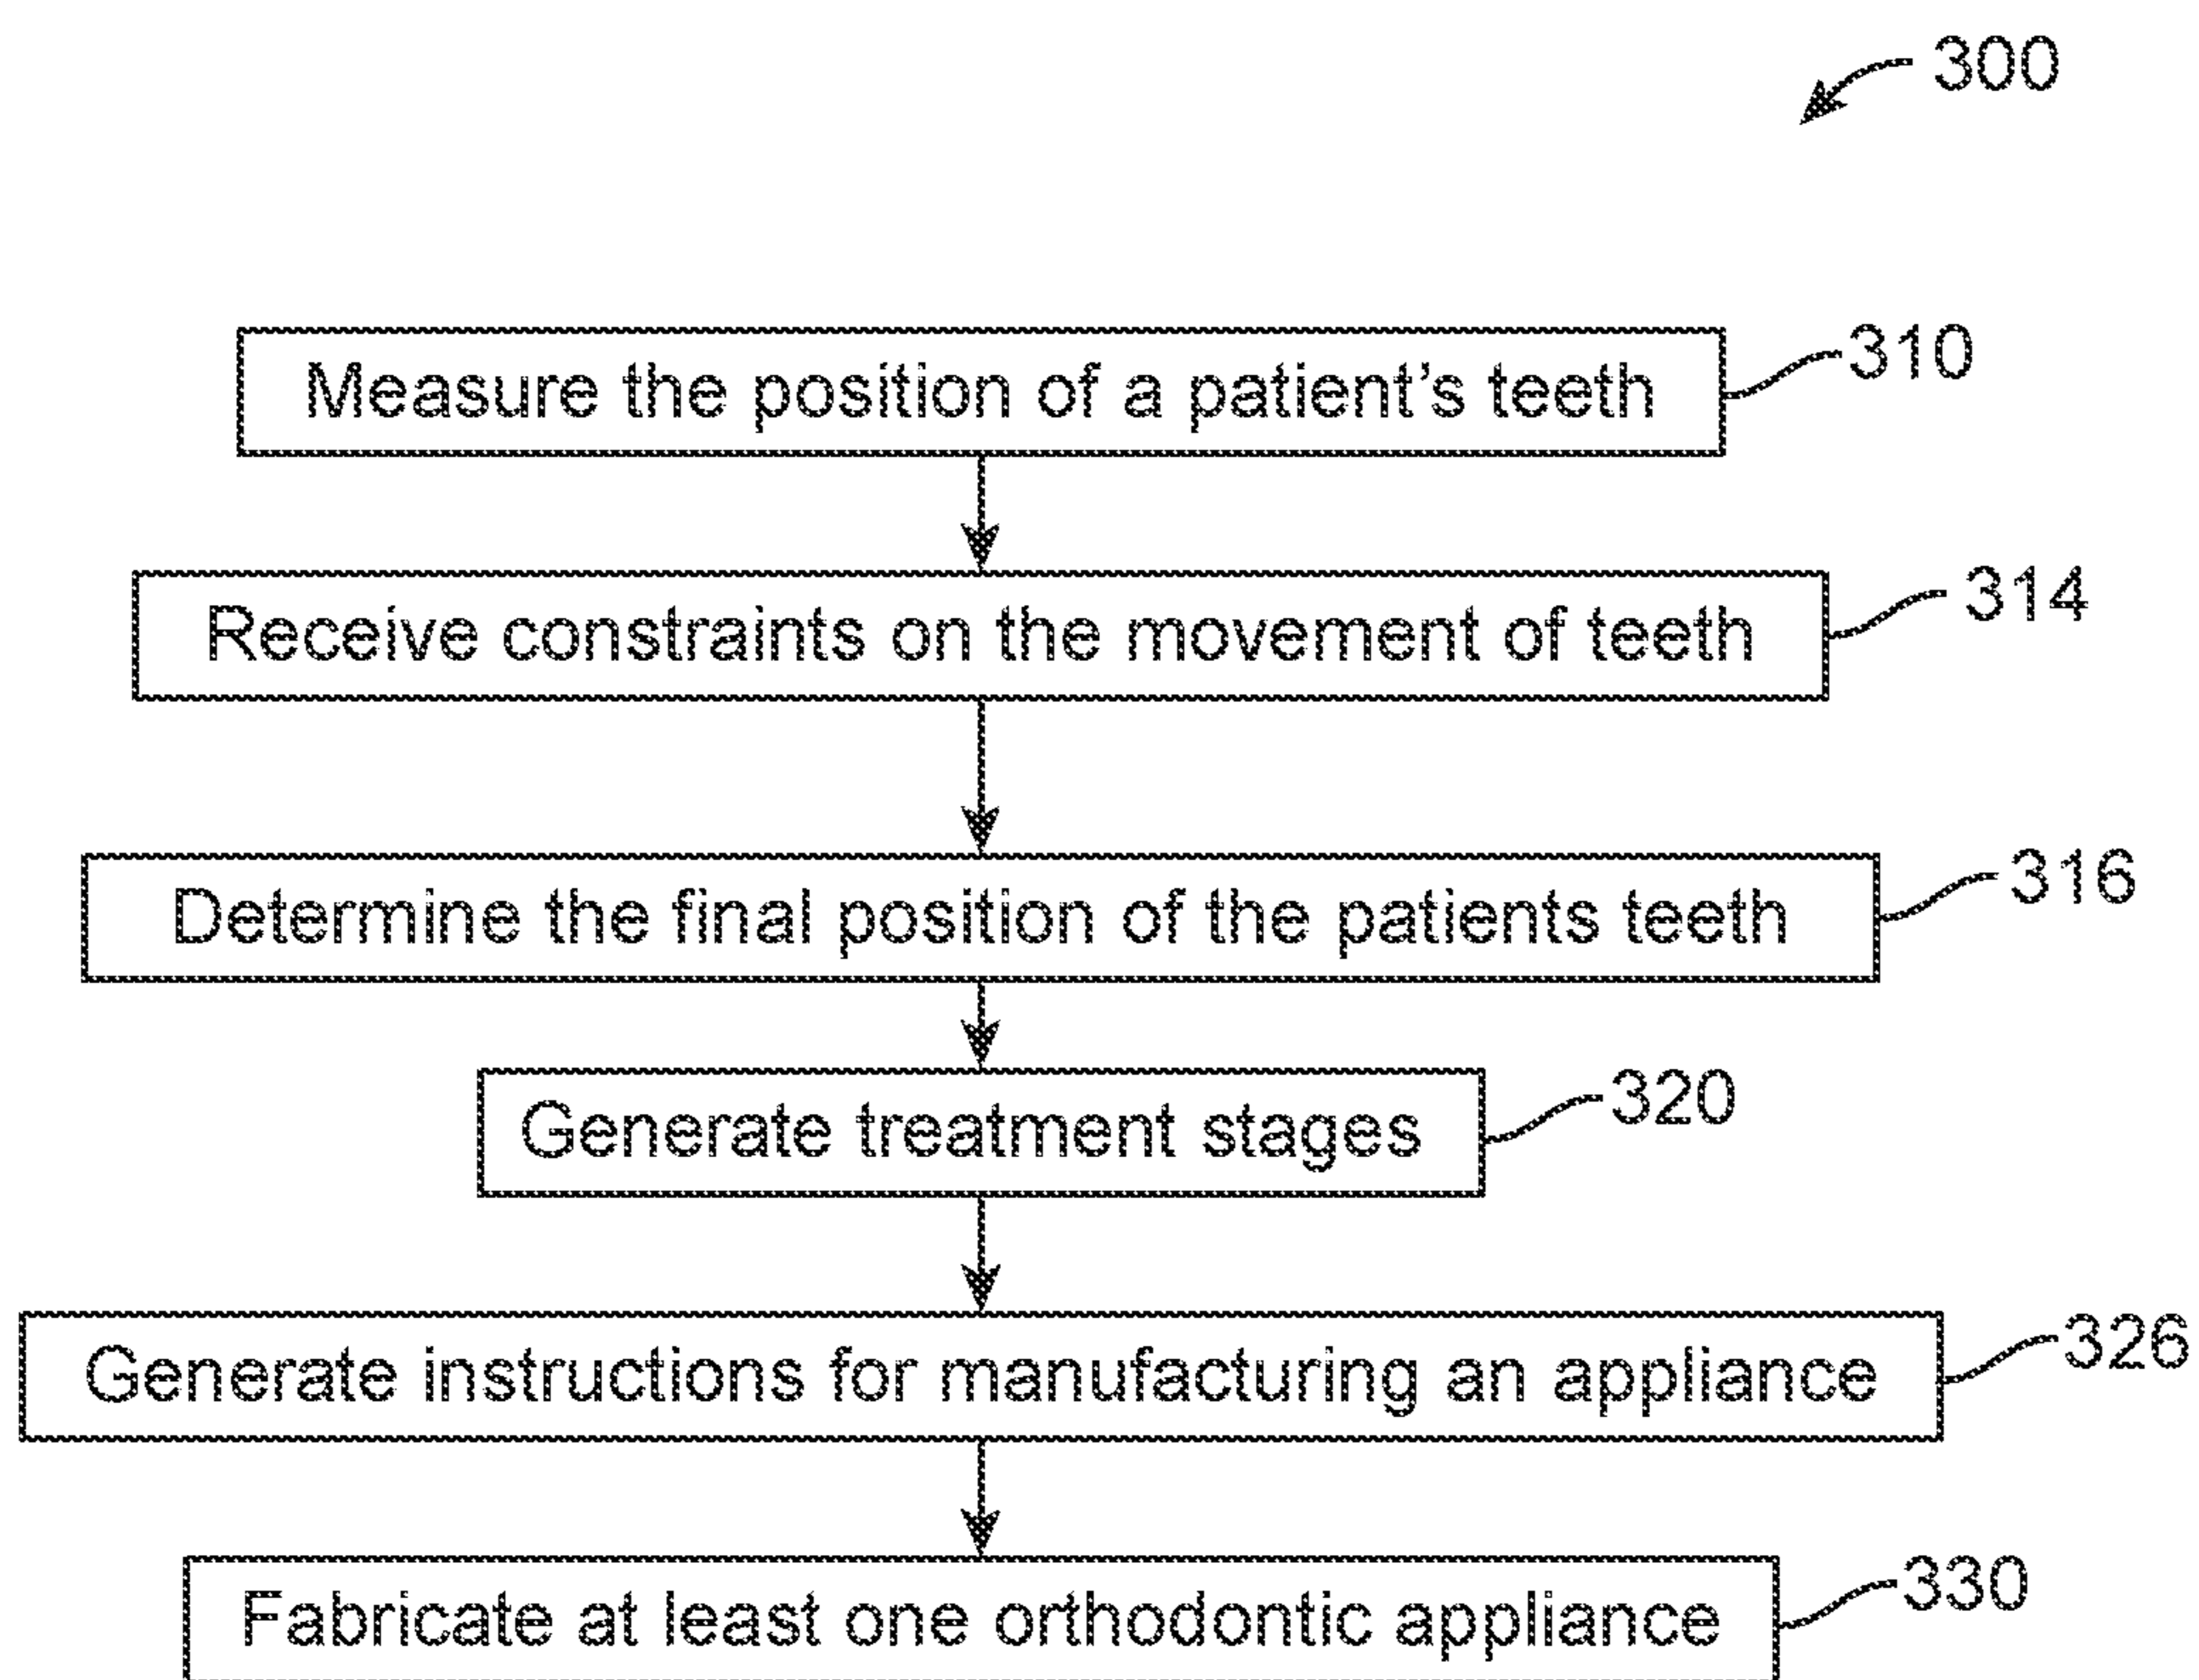 300
Measure the position of a patient's teeth 310
Receive constraints on the movement of teeth 314
Determine the final position of the patients teeth 316
Generate treatment stages 320
Generate instructions for manufacturing an appliance 326
Fabricate at least one orthodontic appliance 330